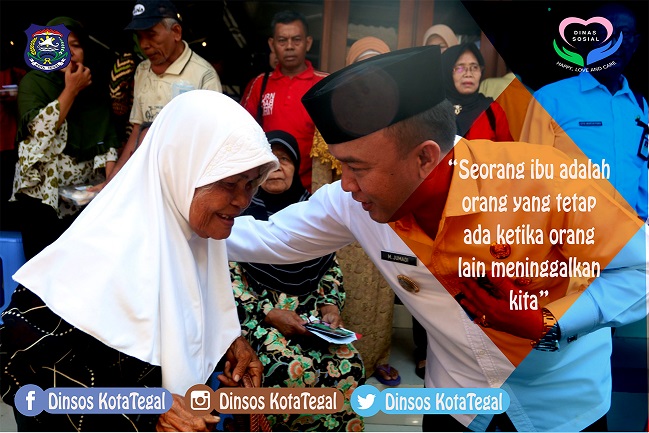 DINAS
SOSIAL
HAPPY, LOVE AND CARE
“Seorang ibu adalah
orang yang tetap
ada ketika orang
lain meninggalkan
kita”
M. JUMADI
Dinsos KotaTegal
Dinsos KotaTegal
Dinsos KotaTegal